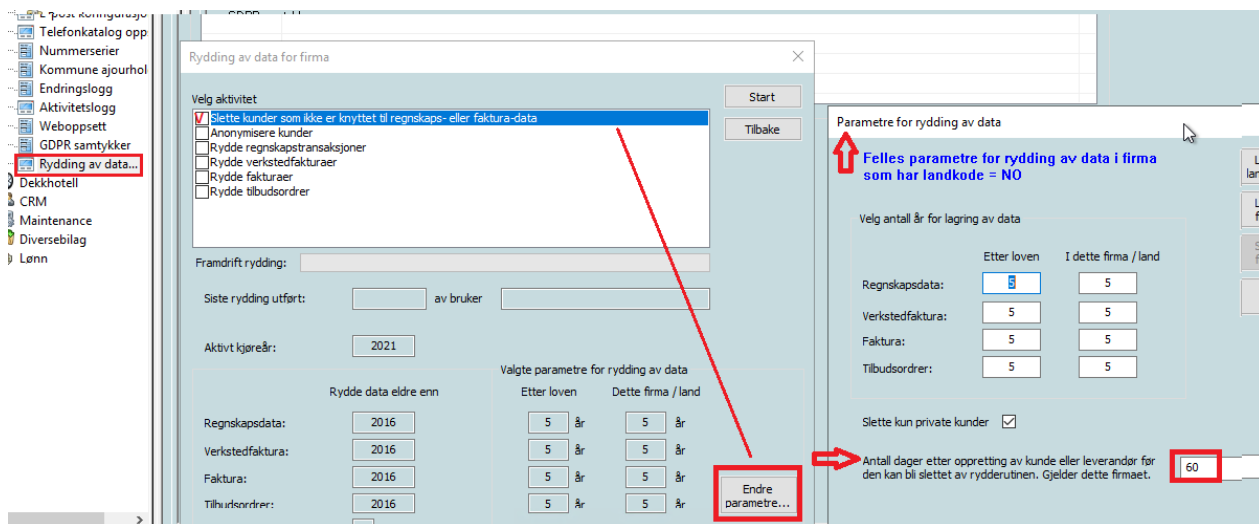 Telefonkatalog opp
Nummerserier
Kommune ajourhol
Endringslogg
Aktivitetslogg
Weboppsett
GDPR samtykker
Rydding av data...
Dekkhotell
CRM
Maintenance
Diversebilag
Lønn
Rydding av data for firma
Velg aktivitet
Slette kunder som ikke er knyttet til regnskaps- eller faktura-data
Anonymisere kunder
Rydde regnskapstransaksjoner
Rydde verkstedfakturaer
Rydde fakturaer
Rydde tilbudsordrer
Start
Tilbake
Framdrift rydding:
Siste rydding utført: av bruker
Aktivt kjøreår: 2021
Valgte parametre for rydding av data
Rydde data eldre enn Etter loven Dette firma / land
Regnskapsdata: 2016 5 år 5 år
Verkstedfaktura: 2016 5 år 5 år
Faktura: 2016 5 år 5 år
Tilbudsordrer: 2016 5 år 5 år
Endre
parametre...
Parametre for rydding av data
Felles parametre for rydding av data i firma
som har landkode = NO
Velg antall år for lagring av data
Etter loven I dette firma / land
Regnskapsdata: 5 5
Verkstedfaktura: 5 5
Faktura: 5 5
Tilbudsordrer: 5 5
Slette kun private kunder
Antall dager etter oppretting av kunde eller leverandør før
den kan bli slettet av rydderutinen. Gjelder dette firmaet.
60